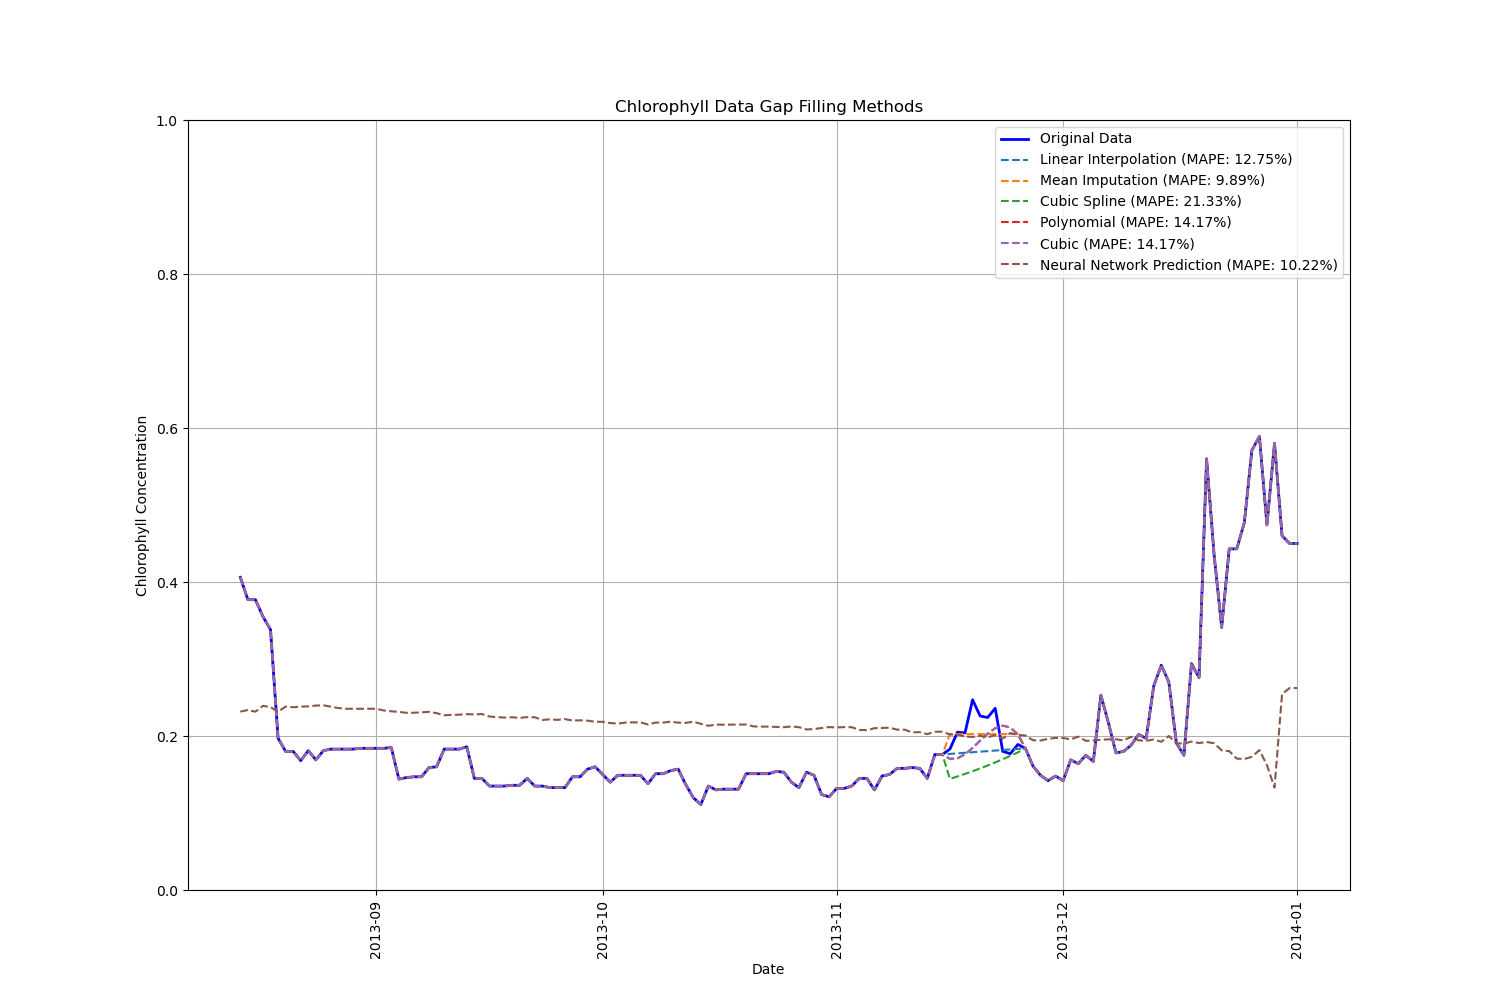 Chlorophyll Data Gap Filling Methods
Original Data
Linear Interpolation (MAPE: 12.75%)
Mean Imputation (MAPE: 9.89%)
Cubic Spline (MAPE: 21.33%)
Polynomial (MAPE: 14.17%)
Cubic (MAPE: 14.17%)
Neural Network Prediction (MAPE: 10.22%)
Chlorophyll Concentration
1.0
0.8
0.6
0.4
0.2
0.0
2013-09
2013-10
2013-11
2013-12
2014-01
Date